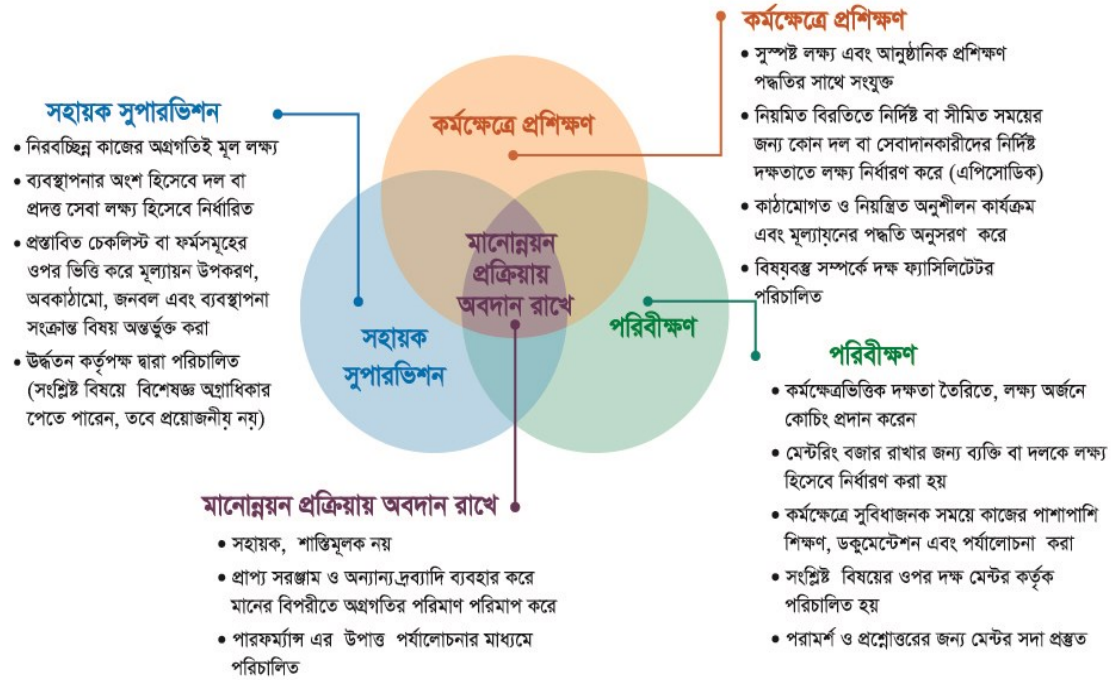 কর্মক্ষেত্রে প্রশিক্ষণ
• সুস্পষ্ট লক্ষ্য এবং আনুষ্ঠানিক প্রশিক্ষণ
পদ্ধতির সাথে সংযুক্ত
• নিয়মিত বিরতিতে নির্দিষ্ট বা সীমিত সময়ের
জন্য কোন দল বা সেবাদানকারীদের নির্দিষ্ট
দক্ষতাতে লক্ষ্য নির্ধারণ করে (এপিসোডিক)
• কাঠামোগত ও নিয়ন্ত্রিত অনুশীলন কার্যক্রম
এবং মূল্যায়নের পদ্ধতি অনুসরণ করে
• বিষয়বস্তু সম্পর্কে দক্ষ ফ্যাসিলিটেটর
পরিচালিত
সহায়ক সুপারভিশন
• নিরবচ্ছিন্ন কাজের অগ্রগতিই মূল লক্ষ্য
• ব্যবস্থাপনার অংশ হিসেবে দল বা
প্রদত্ত সেবা লক্ষ্য হিসেবে নির্ধারিত
• প্রস্তাবিত চেকলিস্ট বা ফর্মসমূহের
ওপর ভিত্তি করে মূল্যায়ন উপকরণ,
অবকাঠামো, জনবল এবং ব্যবস্থাপনা
সংক্রান্ত বিষয় অন্তর্ভুক্ত করা
• ঊর্দ্ধতন কর্তৃপক্ষ দ্বারা পরিচালিত
(সংশ্লিষ্ট বিষয়ে বিশেষজ্ঞ অগ্রাধিকার
পেতে পারেন, তবে প্রয়োজনীয় নয়)
কর্মক্ষেত্রে প্রশিক্ষণ
মানোন্নয়ন
প্রক্রিয়ায়
অবদান রাখে
সহায়ক
সুপারভিশন
পরিবীক্ষণ
পরিবীক্ষণ
• কর্মক্ষেত্রভিত্তিক দক্ষতা তৈরিতে, লক্ষ্য অর্জনে
কোচিং প্রদান করেন
• মেন্টরিং বজার রাখার জন্য ব্যক্তি বা দলকে লক্ষ্য
হিসেবে নির্ধারণ করা হয়
• কর্মক্ষেত্রে সুবিধাজনক সময়ে কাজের পাশাপাশি
শিক্ষণ, ডকুমেন্টেশন এবং পর্যালোচনা করা
• সংশ্লিষ্ট বিষয়ের ওপর দক্ষ মেন্টর কর্তৃক
পরিচালিত হয়
• পরামর্শ ও প্রশ্নোত্তরের জন্য মেন্টর সদা প্রস্তুত
মানোন্নয়ন প্রক্রিয়ায় অবদান রাখে
• সহায়ক, শাস্তিমূলক নয়
• প্রাপ্য সরঞ্জাম ও অন্যান্য দ্রব্যাদি ব্যবহার করে
মানের বিপরীতে অগ্রগতির পরিমাণ পরিমাপ করে
• পারফর্ম্যান্স এর উপাত্ত পর্যালোচনার মাধ্যমে
পরিচালিত